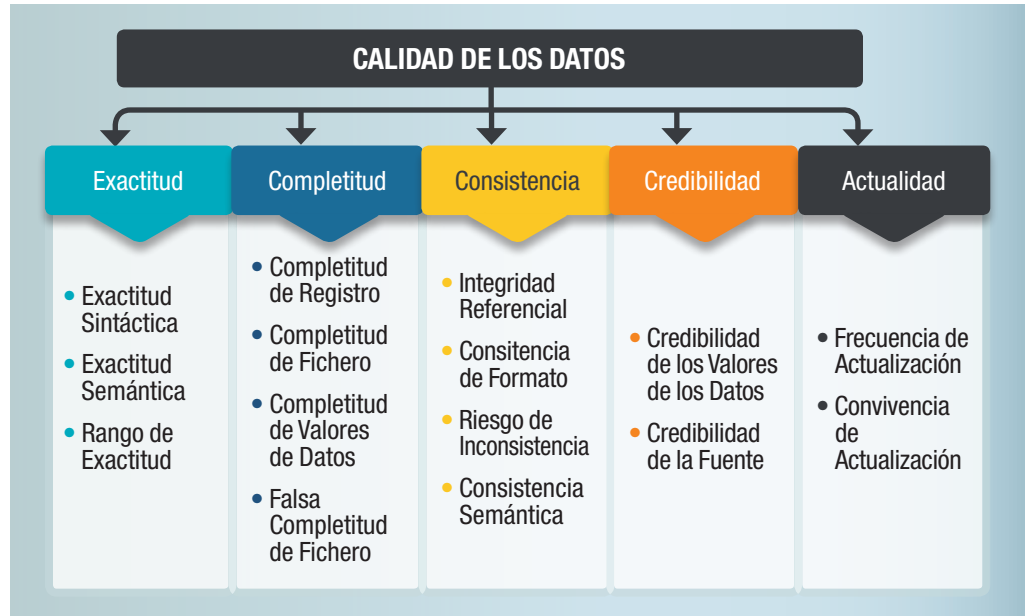 CALIDAD DE LOS DATOS
Exactitud
Completitud
Consistencia
Credibilidad
Actualidad
• Exactitud
Sintáctica
• Exactitud
Semántica
• Rango de
Exactitud
• Completitud
de Registro
• Completitud
de Fichero
• Completitud
de Valores
de Datos
• Falsa
Completitud
de Fichero
• Integridad
Referencial
• Consitencia
de Formato
• Riesgo de
Inconsistencia
• Consistencia
Semántica
• Credibilidad
de los Valores
de los Datos
• Credibilidad
de la Fuente
• Frecuencia de
Actualización
• Convivencia
de
Actualización